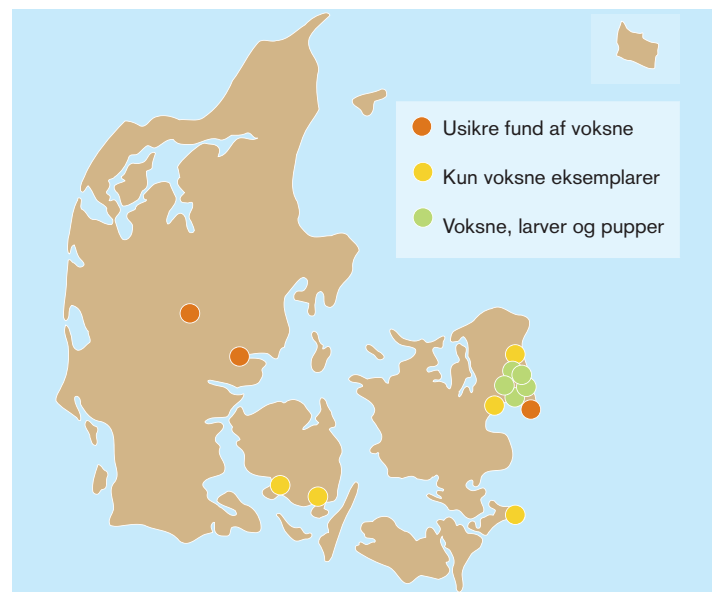 Usikre fund af voksne
Kun voksne eksemplarer
Voksne, larver og pupper